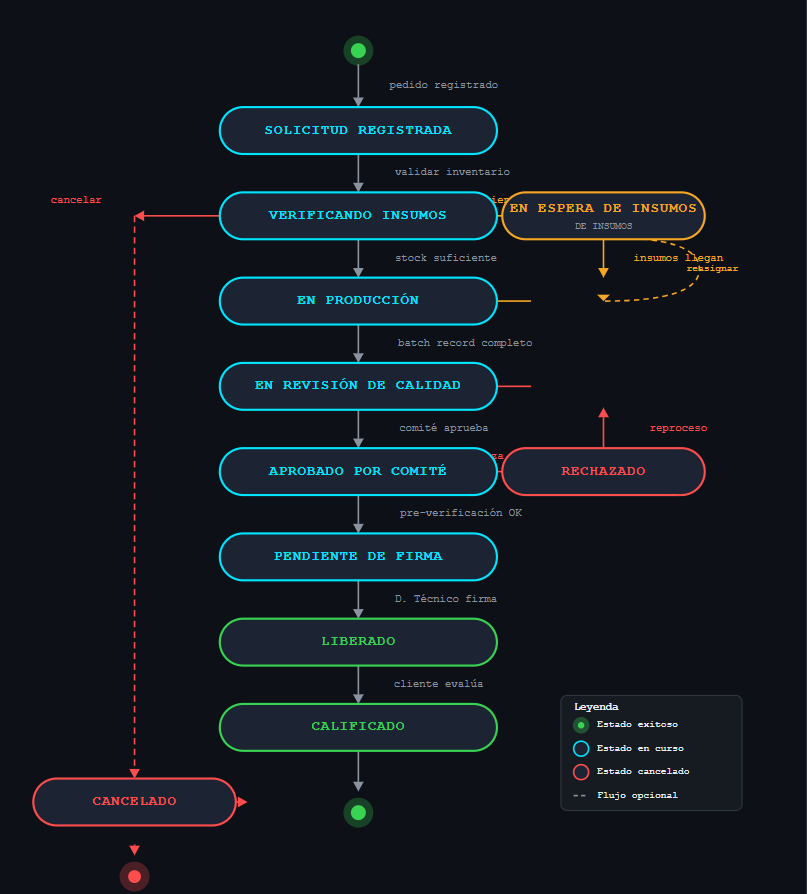 pedido registrado
SOLICITUD REGISTRADA
validar inventario
cancelar
VERIFICANDO INSUMOS
EN ESPERA DE INSUMOS
DE INSUMOS
stock suficiente
insumos llegan
reasignar
EN PRODUCCIÓN
batch record completo
EN REVISIÓN DE CALIDAD
comité aprueba
reproceso
za
APROBADO POR COMITÉ
RECHAZADO
pre-verificación OK
PENDIENTE DE FIRMA
D. Técnico firma
LIBERADO
cliente evalúa
CALIFICADO
Leyenda
Estado exitoso
Estado en curso
Estado cancelado
Flujo opcional
CANCELADO